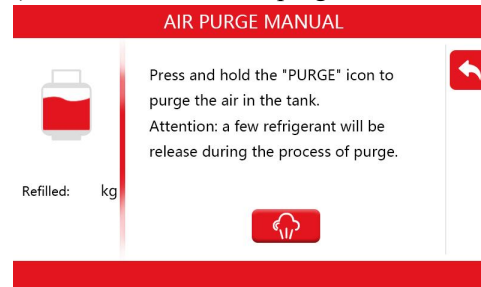 AIR PURGE MANUAL
Press and hold the "PURGE" icon to
purge the air in the tank.
Attention: a few refrigerant will be
release during the process of purge.
Refilled: kg